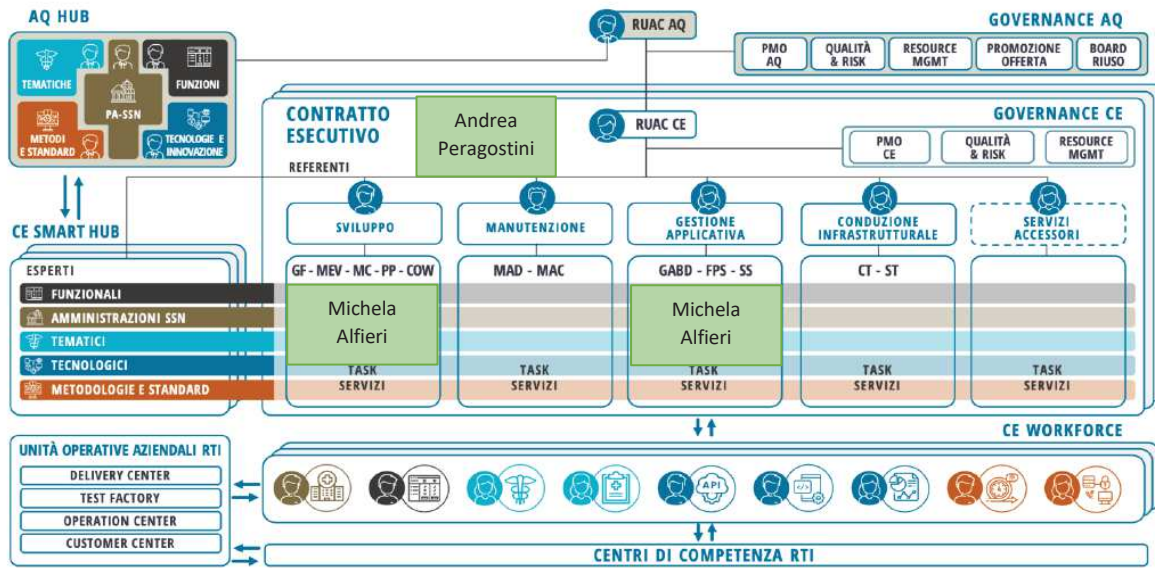 AQ HUB
TEMATICHE
FUNZIONI
PA-SSN
METODI
E STANDARD
TECNOLOGIE E
INNOVAZIONE
RUAC AQ
GOVERNANCE AQ
PMO
AQ
QUALITÀ
& RISK
RESOURCE
MGMT
PROMOZIONE
OFFERTA
BOARD
RIUSO
CONTRATTO
ESECUTIVO
Andrea
Peragostini
RUAC CE
GOVERNANCE CE
PMO
CE
QUALITÀ
& RISK
RESOURCE
MGMT
REFERENTI
SVILUPPO
MANUTENZIONE
GESTIONE
APPLICATIVA
CONDUZIONE
INFRASTRUTTURALE
SERVIZI
ACCESSORI
CE SMART HUB
ESPERTI
FUNZIONALI
AMMINISTRAZIONI SSN
TEMATICI
TECNOLOGICI
METODOLOGIE E STANDARD
GF - MEV - MC - PP - COW
Michela
Alfieri
TASK
SERVIZI
MAD - MAC
TASK
SERVIZI
GABD - FPS - SS
Michela
Alfieri
TASK
SERVIZI
CT - ST
TASK
SERVIZI
TASK
SERVIZI
UNITÀ OPERATIVE AZIENDALI RTI
DELIVERY CENTER
TEST FACTORY
OPERATION CENTER
CUSTOMER CENTER
CE WORKFORCE
API
CENTRI DI COMPETENZA RTI